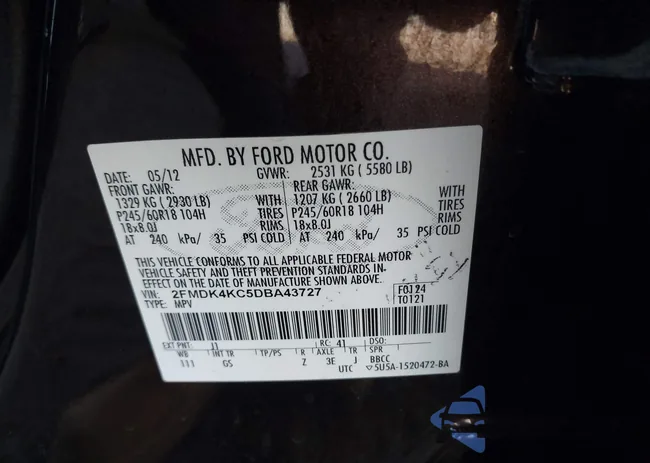 MFD. BY FORD MOTOR CO.
DATE: 05/12 GVWR: 2531 KG ( 5580 LB)
FRONT GAWR: REAR GAWR:
1329 KG ( 2930 LB) WITH 1207 KG ( 2660 LB) WITH
P245/60R18 104H TIRES P245/60R18 104H TIRES
18x8.0J RIMS 18x8.0J RIMS
AT 240 kPa/ 35 PSI COLD AT 240 kPa/ 35 PSI COLD
THIS VEHICLE CONFORMS TO ALL APPLICABLE FEDERAL MOTOR
VEHICLE SAFETY AND THEFT PREVENTION STANDARDS IN
EFFECT ON THE DATE OF MANUFACTURE SHOWN ABOVE.
VIN: 2FMDK4KC5DBA43727 F0J24
TYPE: MPV T0121
EXT PNT: J1 RC: 41 DSO:
WB INT TR TP/PS R AXLE TR SPR
111 GS Z 3E J BBCC
UTC ▽5U5A-1520472-BA